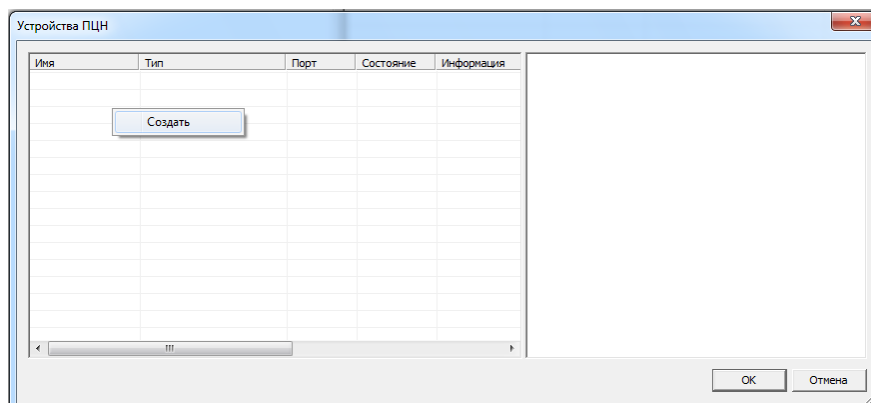 Устройства ПЦН
Имя Тип Порт Состояние Информация
Создать
OK Отмена